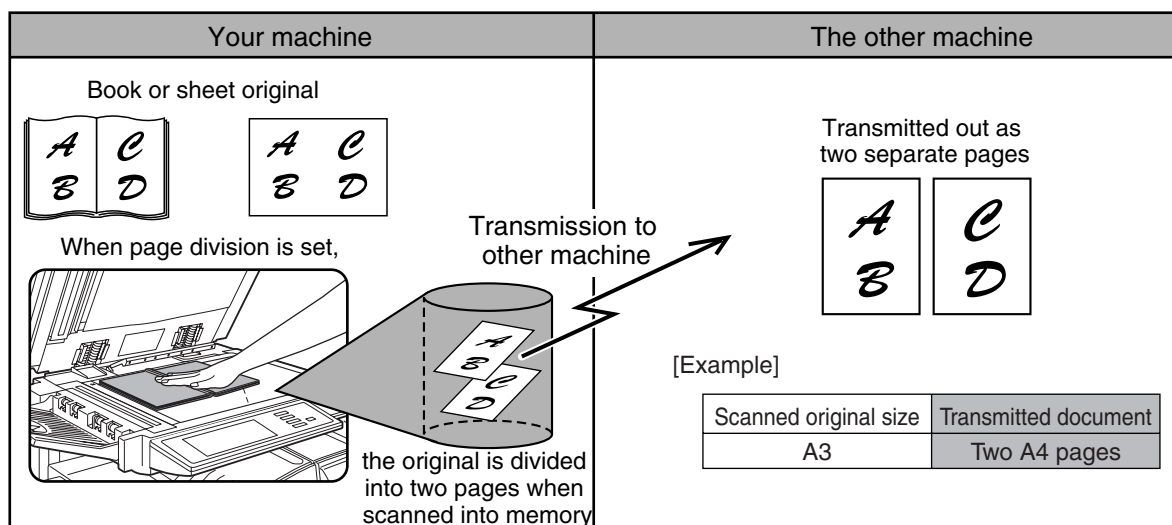 Your machine
The other machine
Book or sheet original
A C
B D
A C
B D
When page division is set,
Transmission to
other machine
A
B
C
D
the original is divided
into two pages when
scanned into memory
Transmitted out as
two separate pages
A C
B D
[Example]
Scanned original size Transmitted document
A3 Two A4 pages